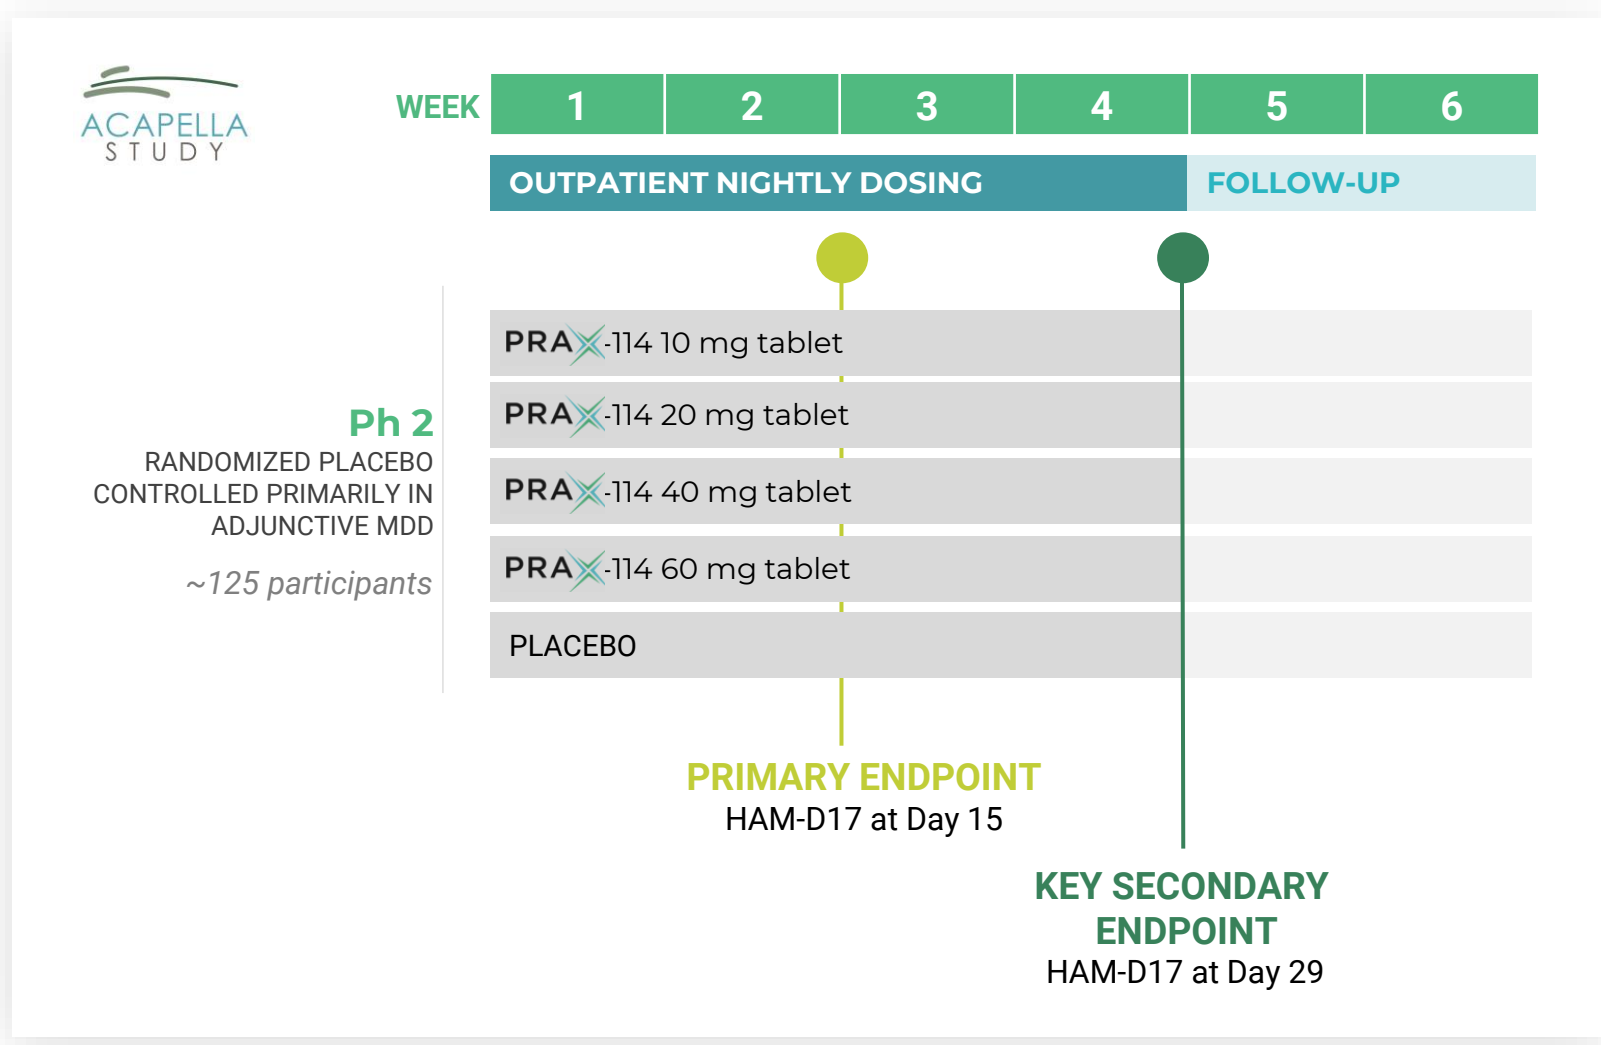 ACAPELLA
STUDY
WEEK 1 2 3 4 5 6
OUTPATIENT NIGHTLY DOSING FOLLOW-UP
PRAX-114 10 mg tablet
PRAX-114 20 mg tablet
PRAX-114 40 mg tablet
PRAX-114 60 mg tablet
PLACEBO
Ph 2
RANDOMIZED PLACEBO
CONTROLLED PRIMARILY IN
ADJUNCTIVE MDD
~125 participants
PRIMARY ENDPOINT
HAM-D17 at Day 15
KEY SECONDARY
ENDPOINT
HAM-D17 at Day 29